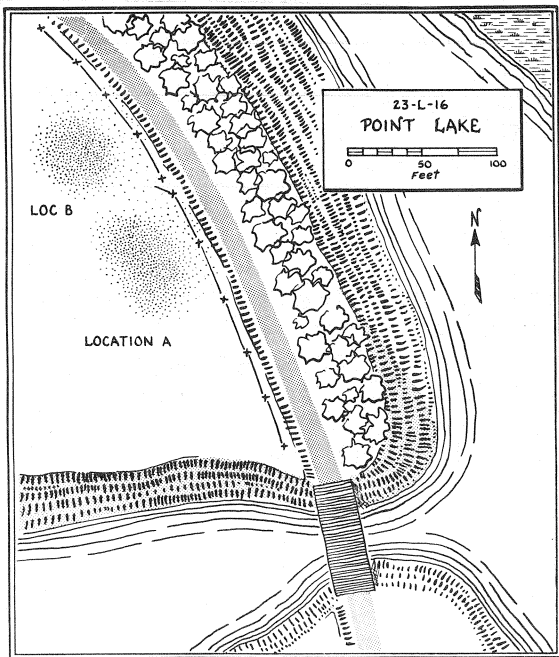 23-L-16
POINT LAKE
0 50 100
Feet
N
LOC B
LOCATION A